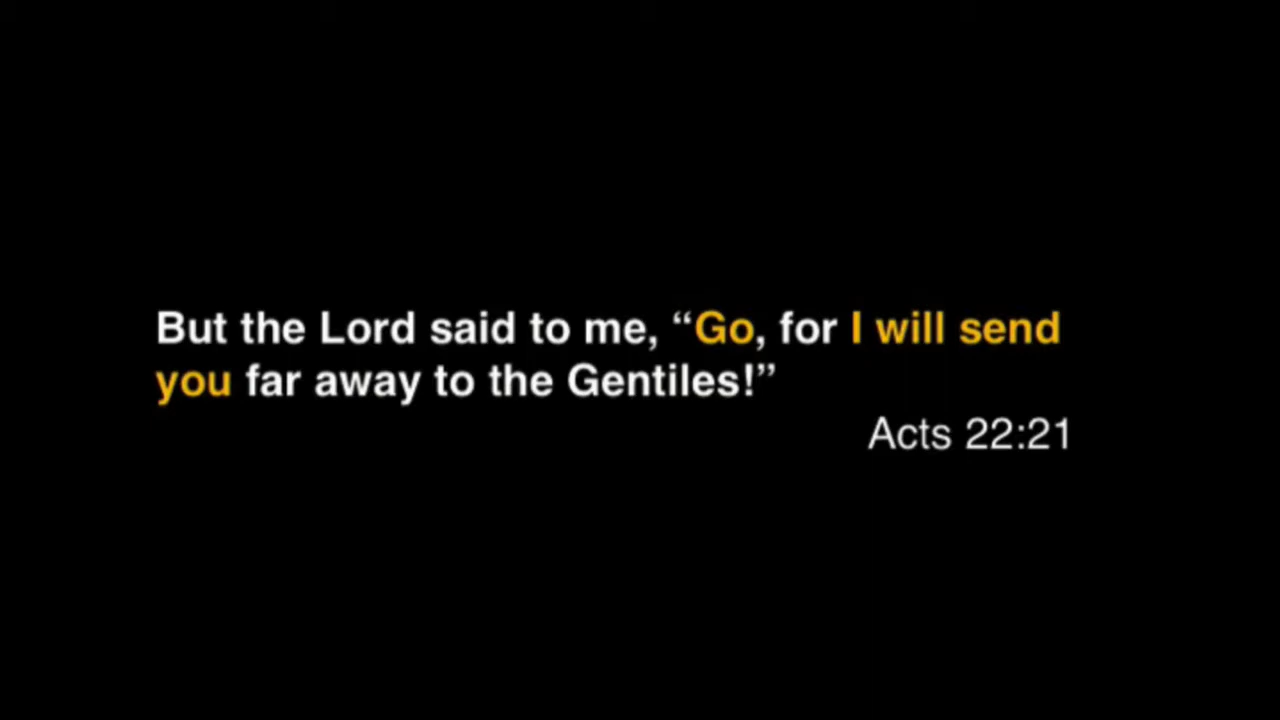 But the Lord said to me, “Go, for I will send
you far away to the Gentiles!”
Acts 22:21